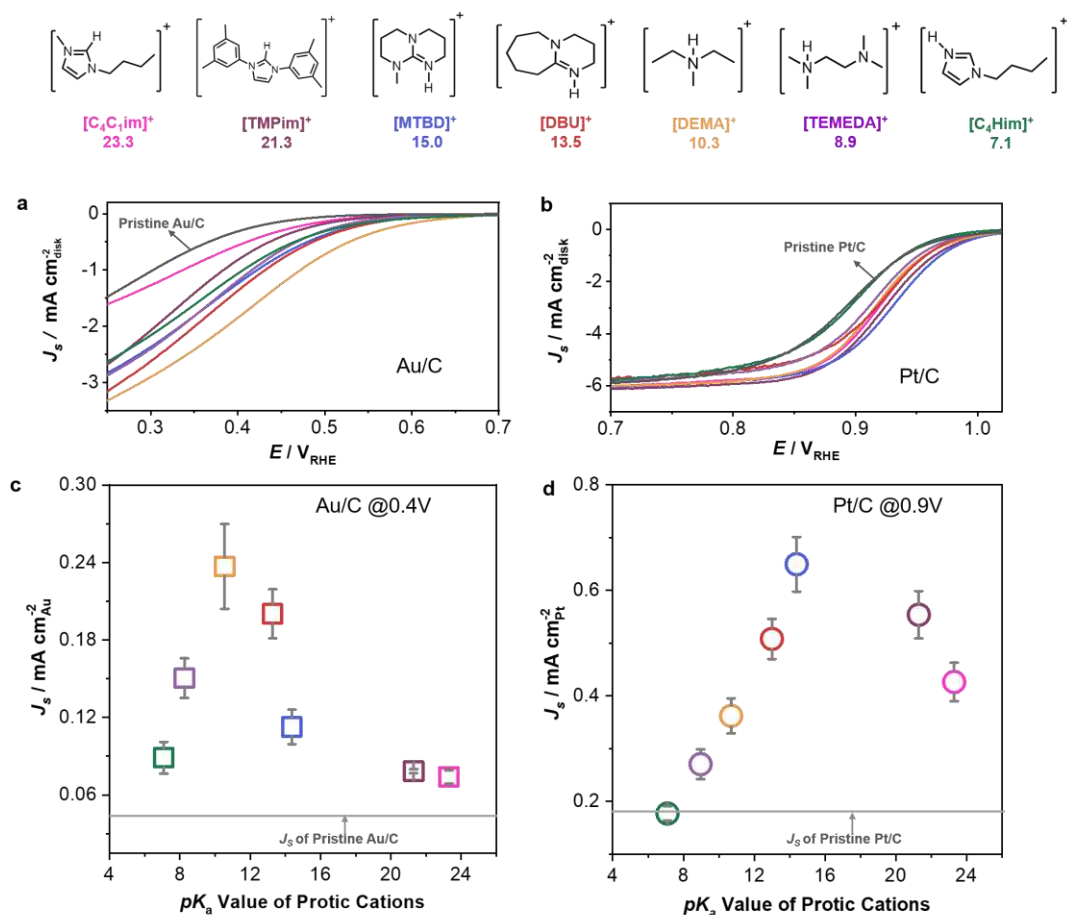 + + + + + + +
H H N N N H N H N N H N H N N H N H N N
[C₄C₁im]⁺ [TMPim]⁺ [MTBD]⁺ [DBU]⁺ [DEMA]⁺ [TEMEDA]⁺ [C₄Him]⁺
23.3 21.3 15.0 13.5 10.3 8.9 7.1
a
0
-1
-2
-3
Jₛ / mA cm⁻²disk
Pristine Au/C
Au/C
0.3 0.4 0.5 0.6 0.7
E / V_RHE
b
0
-2
-4
-6
Jₛ / mA cm⁻²disk
Pristine Pt/C
Pt/C
0.7 0.8 0.9 1.0
E / V_RHE
c
0.30
0.24
0.18
0.12
0.06
Jₛ / mA cm⁻²Au
Au/C @0.4V
Jₛ of Pristine Au/C
4 8 12 16 20 24
pKₐ Value of Protic Cations
d
0.8
0.6
0.4
0.2
Jₛ / mA cm⁻²Pt
Pt/C @0.9V
Jₛ of Pristine Pt/C
4 8 12 16 20 24
pKₐ Value of Protic Cations